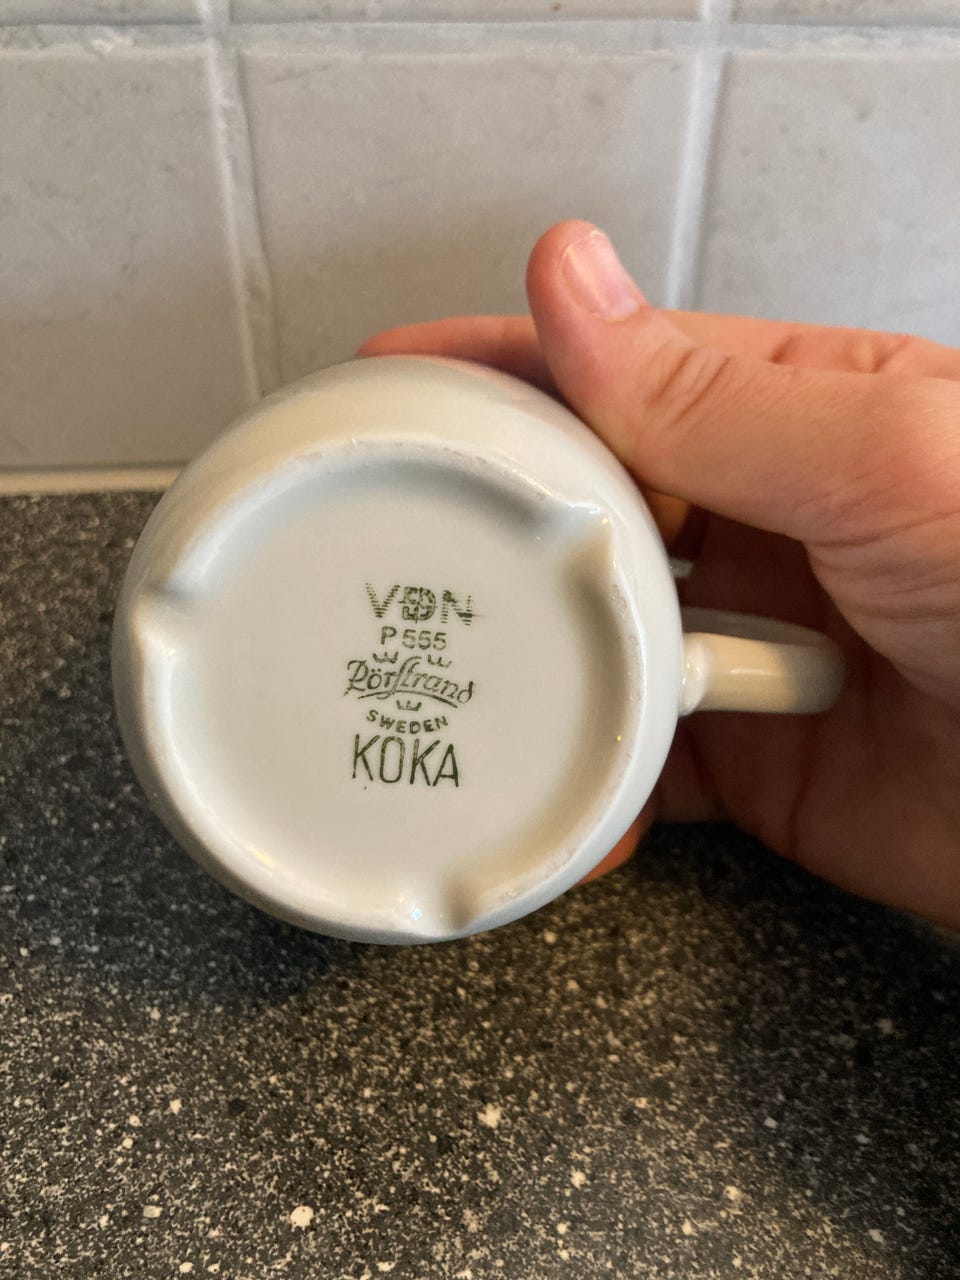 VDN
P 555
Rörstrand
SWEDEN
KOKA